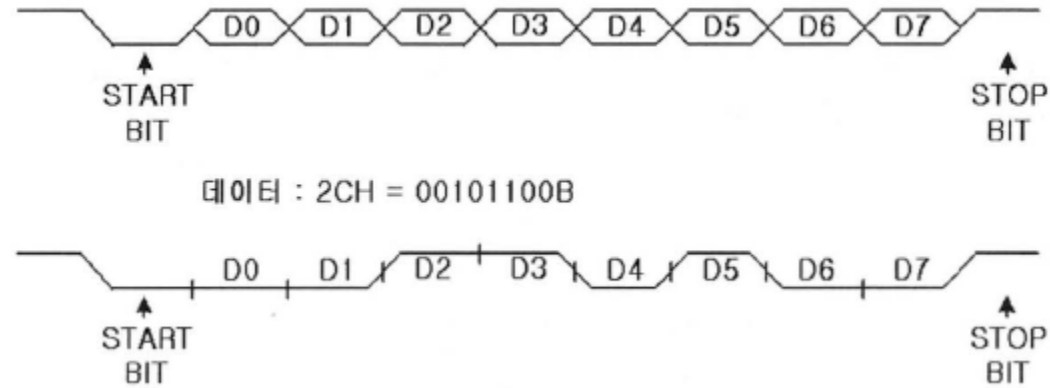 D0 D1 D2 D3 D4 D5 D6 D7
START BIT
STOP BIT
데이터 : 2CH = 00101100B
D0 D1 D2 D3 D4 D5 D6 D7
START BIT
STOP BIT